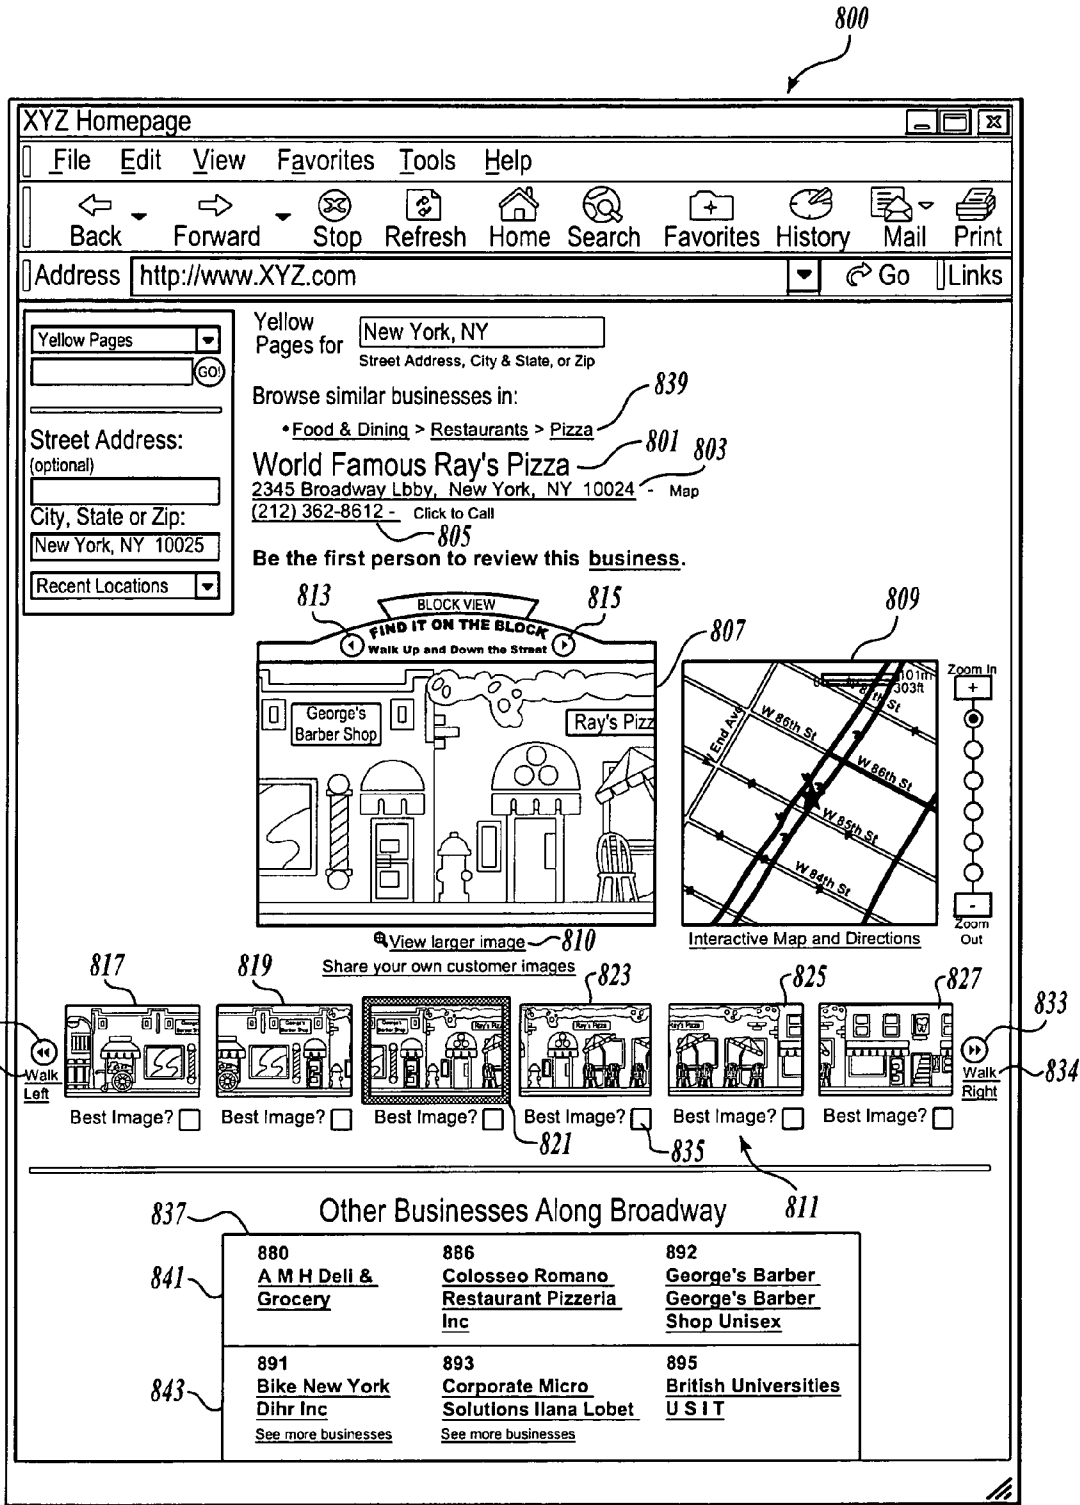 800
XYZ Homepage
File Edit View Favorites Tools Help
Back Forward Stop Refresh Home Search Favorites History Mail Print
Address http://www.XYZ.com Go Links
Yellow Pages
GO!
Street Address:
(optional)
City, State or Zip:
New York, NY 10025
Recent Locations
Yellow Pages for New York, NY
Street Address, City & State, or Zip
Browse similar businesses in:
839
• Food & Dining > Restaurants > Pizza
World Famous Ray's Pizza 801 803
2345 Broadway Lbby, New York, NY 10024 - Map
(212) 362-8612 - Click to Call
805
Be the first person to review this business.
813 BLOCK VIEW 815
FIND IT ON THE BLOCK
Walk Up and Down the Street
807
809
George's
Barber Shop
Ray's Pizz
101m
303ft
W 86th St
End Ave
W 86th St
W 85th St
W 84th St
Zoom In
+
-
Zoom
Out
View larger image 810
Share your own customer images
Interactive Map and Directions
817 819 823 825 827
833
Walk
Left
George's
Barber Shop
Ray's Pizza
Ray's Pizza
Walk
Right
834
Best Image? Best Image? Best Image? Best Image? Best Image? Best Image?
821 835 811
Other Businesses Along Broadway
837
841
880
A M H Deli &
Grocery
886
Colosseo Romano
Restaurant Pizzeria
Inc
892
George's Barber
George's Barber
Shop Unisex
843
891
Bike New York
Dihr Inc
See more businesses
893
Corporate Micro
Solutions Ilana Lobet
See more businesses
895
British Universities
U S I T